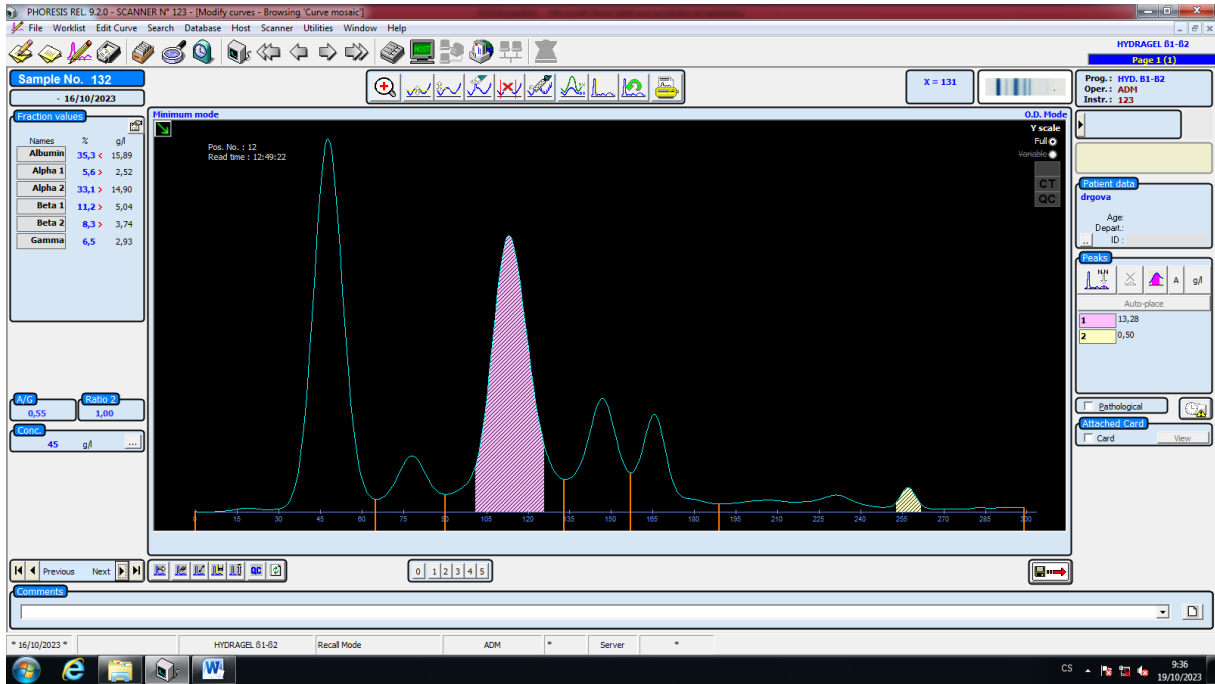 PHORESIS REL. 9.2.0 - SCANNER N° 123 - [Modify curves - Browsing 'Curve mosaic']
File Worklist Edit Curve Search Database Host Scanner Utilities Window Help
HOST
HYDRAGEL ß1-ß2
Page 1 (1)
Sample No. 132
- 16/10/2023
X = 131
Prog.: HYD. B1-B2
Oper.: ADM
Instr.: 123
Fraction values
Names % g/l
Albumin 35,3 < 15,89
Alpha 1 5,6 > 2,52
Alpha 2 33,1 > 14,90
Beta 1 11,2 > 5,04
Beta 2 8,3 > 3,74
Gamma 6,5 2,93
A/G
0,55
Ratio 2
1,00
Conc.
45 g/l ...
Minimum mode
O.D. Mode
Pos. No. : 12
Read time : 12:49:22
Y scale
Full
Variable
CT
QC
15 30 45 60 75 90 105 120 135 150 165 180 195 210 225 240 255 270 285 300
Patient data
drgova
Age:
Depart.:
... ID :
Peaks
N.N A g/l
Auto-place
1 13,28
2 0,50
Pathological
Attached Card
Card View
Previous Next
QC
0 1 2 3 4 5
Comments
* 16/10/2023 * HYDRAGEL ß1-ß2 Recall Mode ADM * Server *
CS 9:36
19/10/2023